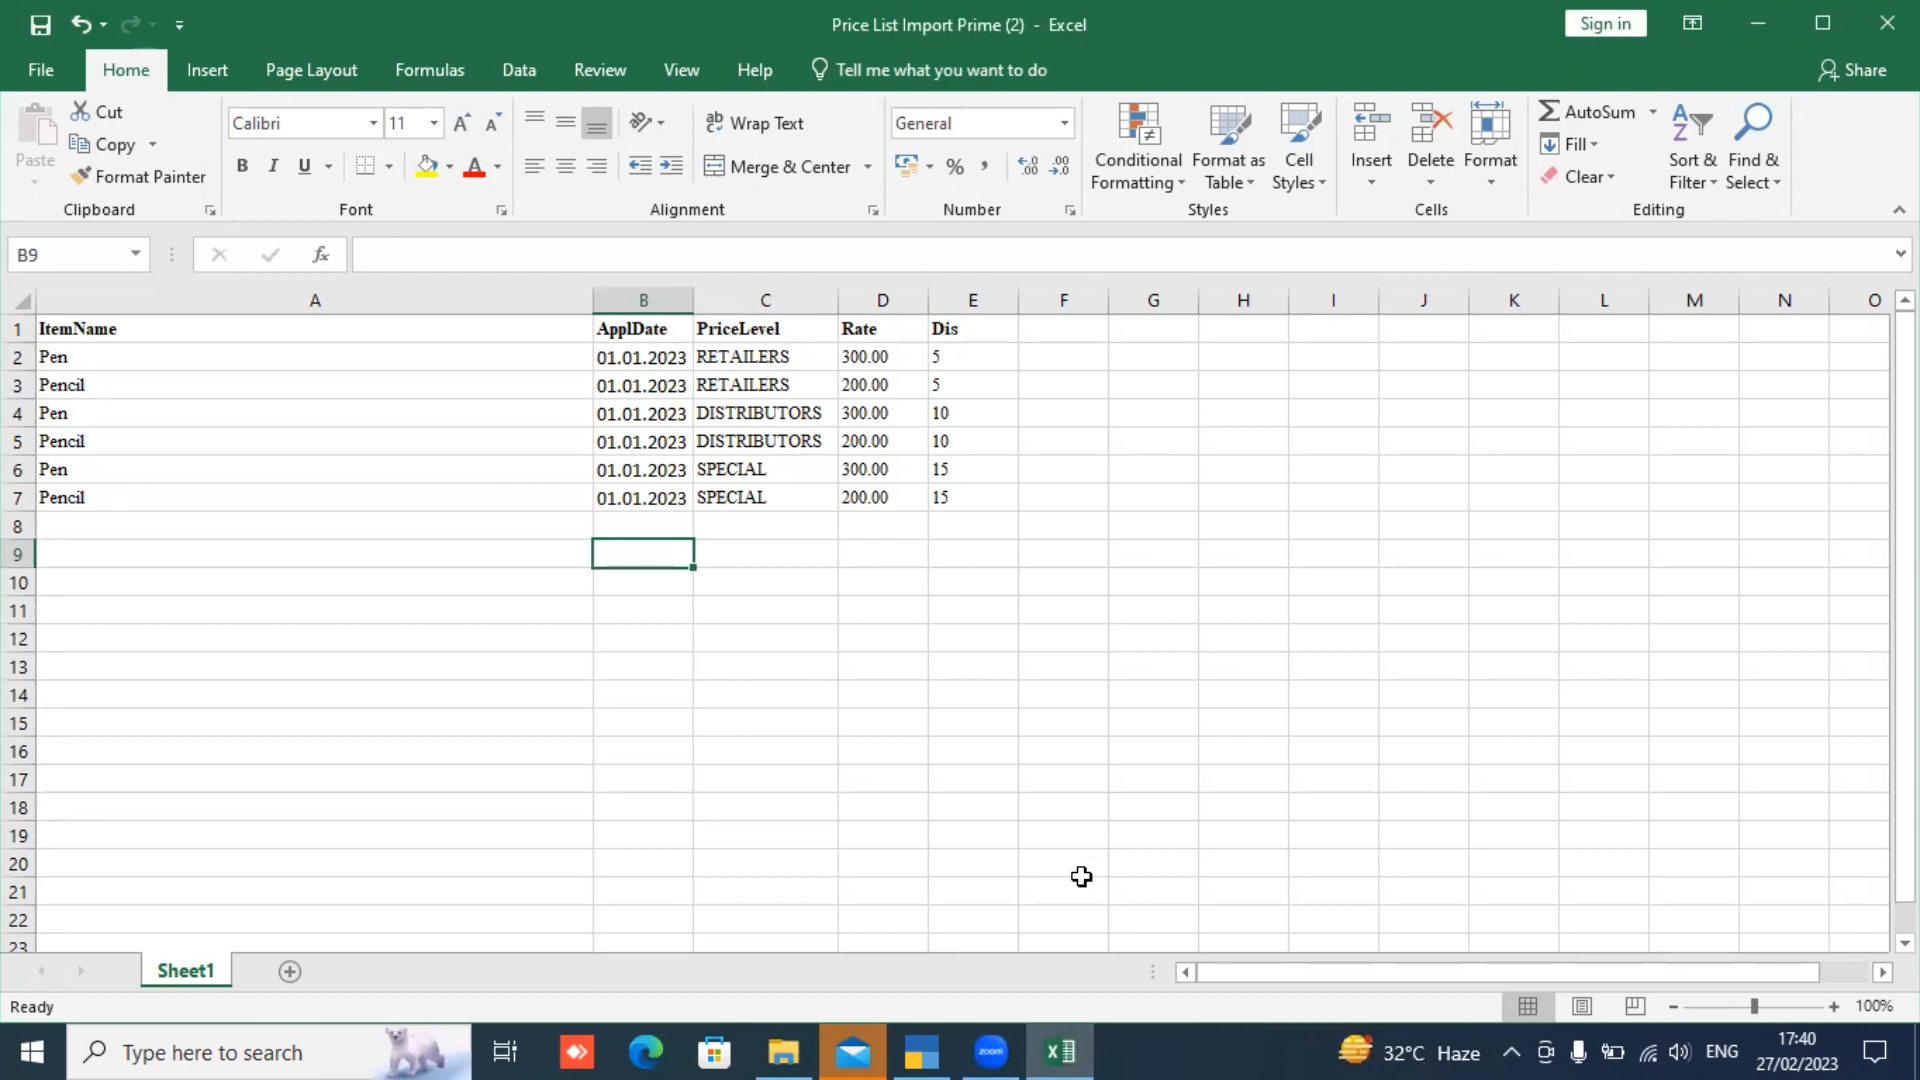 Price List Import Prime (2) - Excel
Sign in
File Home Insert Page Layout Formulas Data Review View Help Tell me what you want to do Share
Paste
Cut
Copy
Format Painter
Clipboard
Calibri 11
B I U
Font
Wrap Text
Merge & Center
Alignment
General
%
Number
Conditional Formatting
Format as Table
Cell Styles
Styles
Insert Delete Format
Cells
AutoSum
Fill
Clear
Sort & Filter
Find & Select
Editing
B9 fx
A B C D E F G H I J K L M N O
1 ItemName ApplDate PriceLevel Rate Dis
2 Pen 01.01.2023 RETAILERS 300.00 5
3 Pencil 01.01.2023 RETAILERS 200.00 5
4 Pen 01.01.2023 DISTRIBUTORS 300.00 10
5 Pencil 01.01.2023 DISTRIBUTORS 200.00 10
6 Pen 01.01.2023 SPECIAL 300.00 15
7 Pencil 01.01.2023 SPECIAL 200.00 15
8
9
10
11
12
13
14
15
16
17
18
19
20
21
22
23
Sheet1
Ready 100%
Type here to search zoom 32°C Haze ENG 17:40
27/02/2023